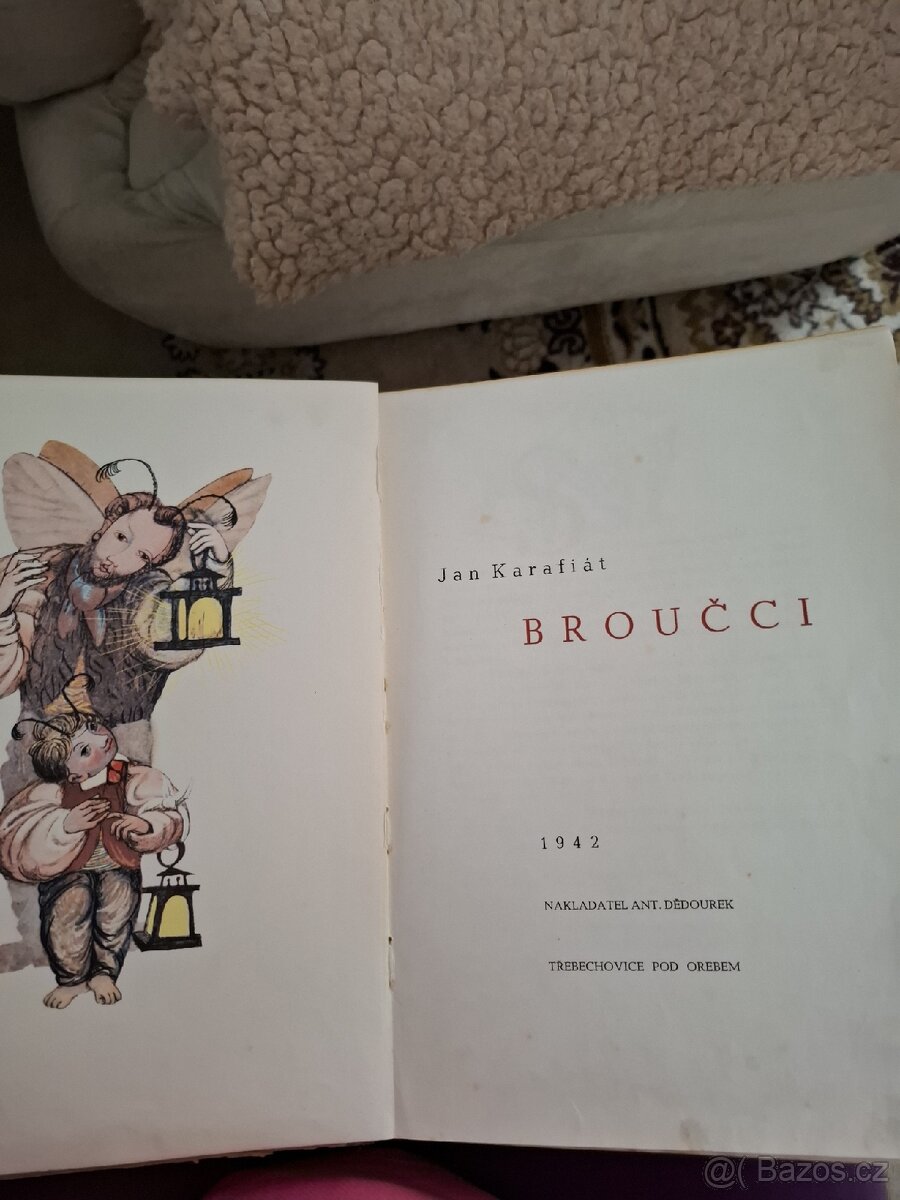 Jan Karafiát
BROUČCI
1942
NAKLADATEL ANT. DĚDOUREK
TŘEBECHOVICE POD OREBEM
@( Bazos.cz